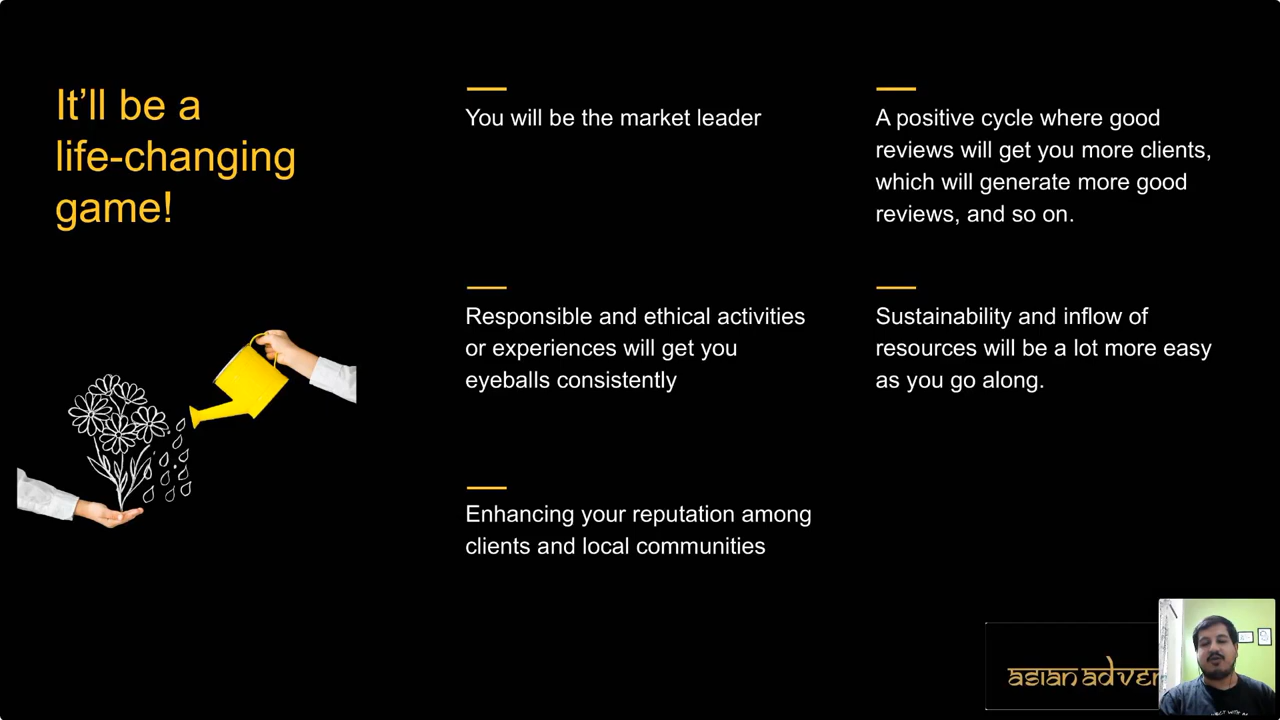 It’ll be a
life-changing
game!
You will be the market leader
A positive cycle where good
reviews will get you more clients,
which will generate more good
reviews, and so on.
Responsible and ethical activities
or experiences will get you
eyeballs consistently
Sustainability and inflow of
resources will be a lot more easy
as you go along.
Enhancing your reputation among
clients and local communities
asian adver